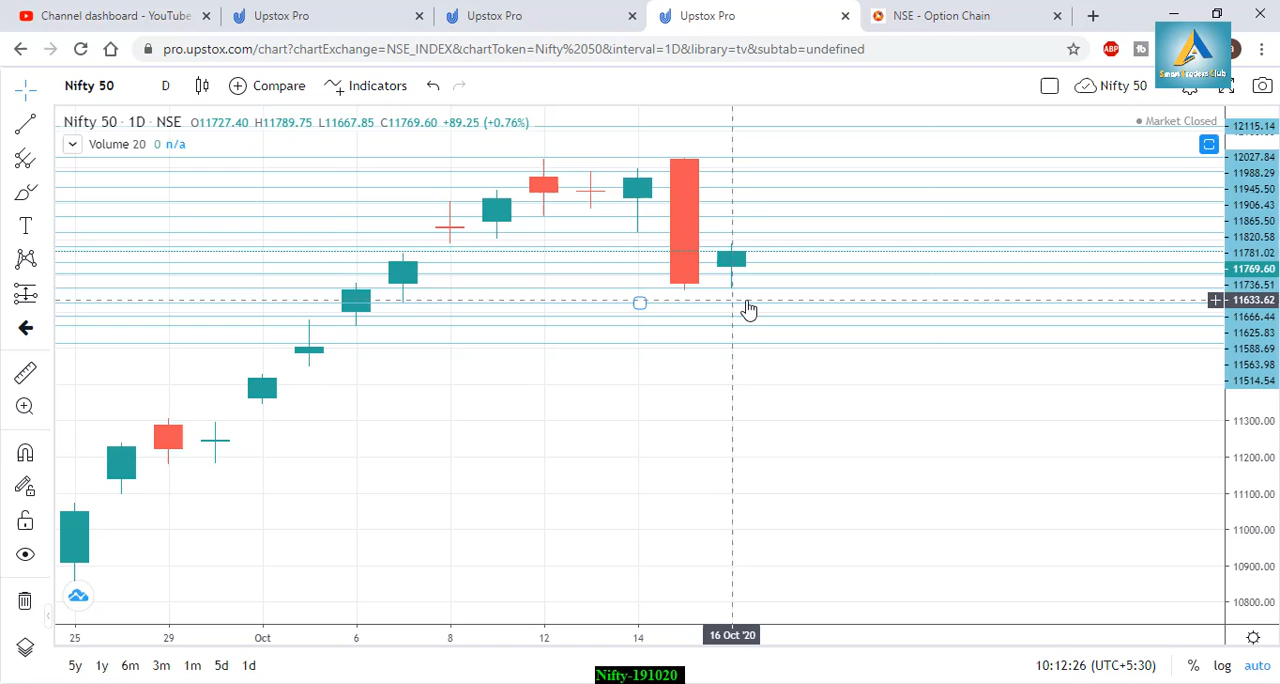 Channel dashboard - YouTub
Upstox Pro
Upstox Pro
Upstox Pro
NSE - Option Chain
pro.upstox.com/chart?chartExchange=NSE_INDEX&chartToken=Nifty%2050&interval=1D&library=tv&subtab=undefined
ABP
tb
A
Smart Traders Club
Nifty 50
D
Compare
Indicators
Nifty 50
Nifty 50 · 1D · NSE O11727.40 H11789.75 L11667.85 C11769.60 +89.25 (+0.76%)
Market Closed
Volume 20 0 n/a
12115.14
12027.84
11988.29
11945.50
11906.43
11865.50
11820.58
11781.02
11769.60
11736.51
11633.62
11666.44
11625.83
11588.69
11563.98
11514.54
11300.00
11200.00
11100.00
11000.00
10900.00
10800.00
25
29
Oct
6
8
12
14
16 Oct '20
5y 1y 6m 3m 1m 5d 1d
10:12:26 (UTC+5:30)
% log auto
Nifty-191020